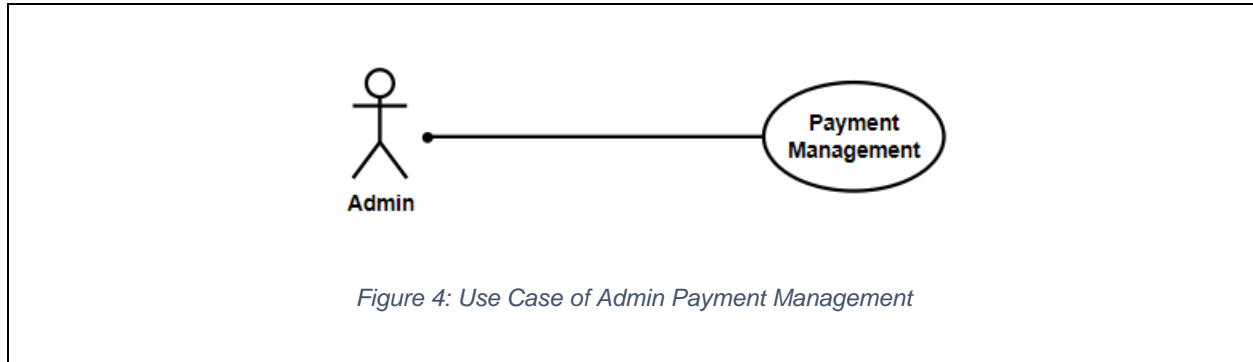 Payment
Management
Admin
Figure 4: Use Case of Admin Payment Management